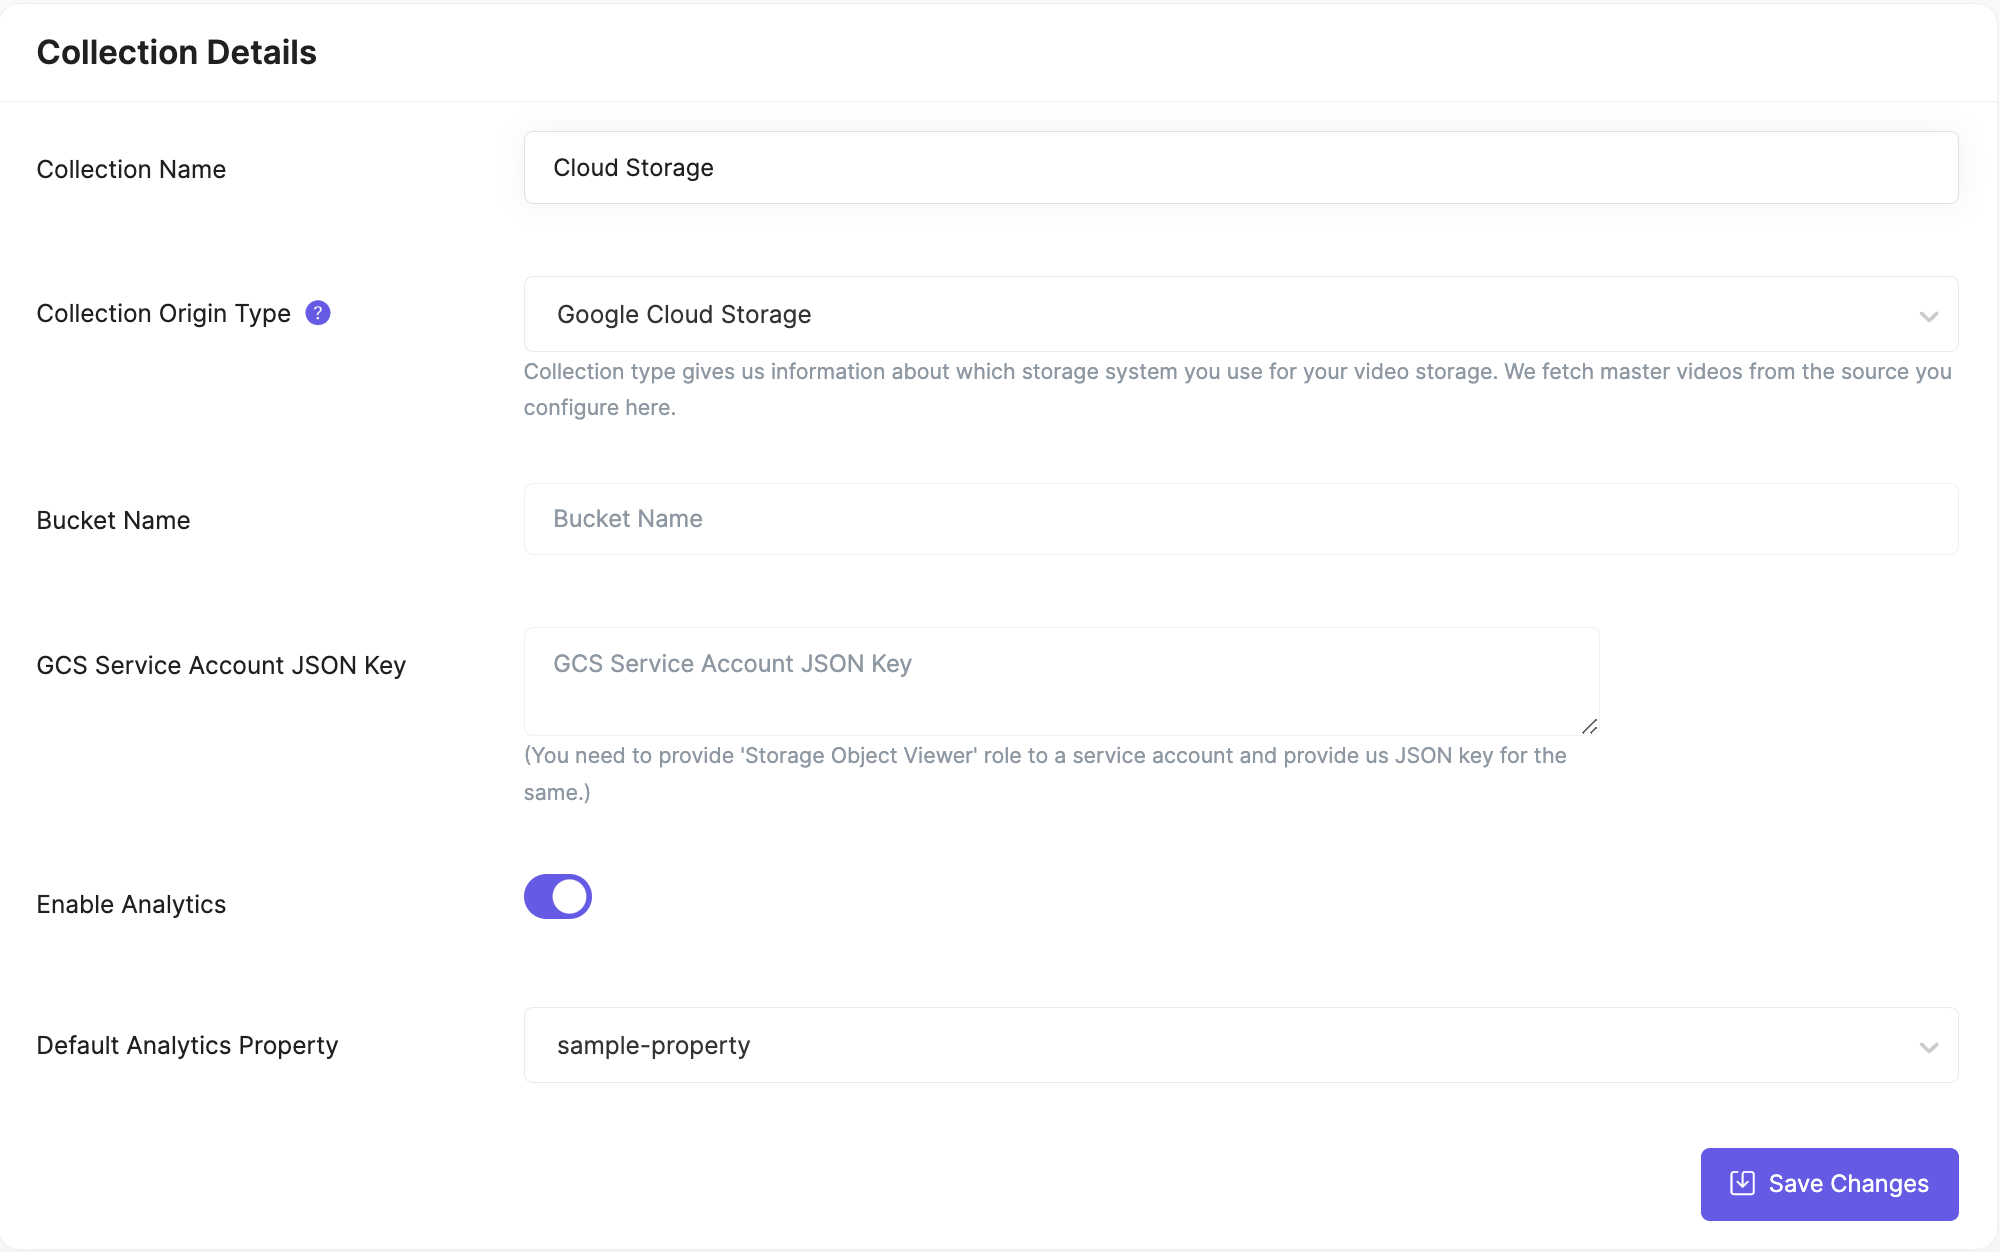 Collection Details
Collection Name
Cloud Storage
Collection Origin Type ?
Google Cloud Storage
Collection type gives us information about which storage system you use for your video storage. We fetch master videos from the source you
configure here.
Bucket Name
Bucket Name
GCS Service Account JSON Key
GCS Service Account JSON Key
(You need to provide 'Storage Object Viewer' role to a service account and provide us JSON key for the
same.)
Enable Analytics
Default Analytics Property
sample-property
Save Changes